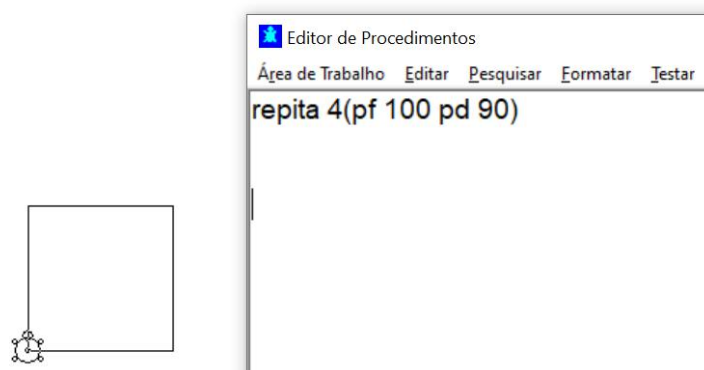 Editor de Procedimentos
Área de Trabalho Editar Pesquisar Formatar Testar
repita 4(pf 100 pd 90)